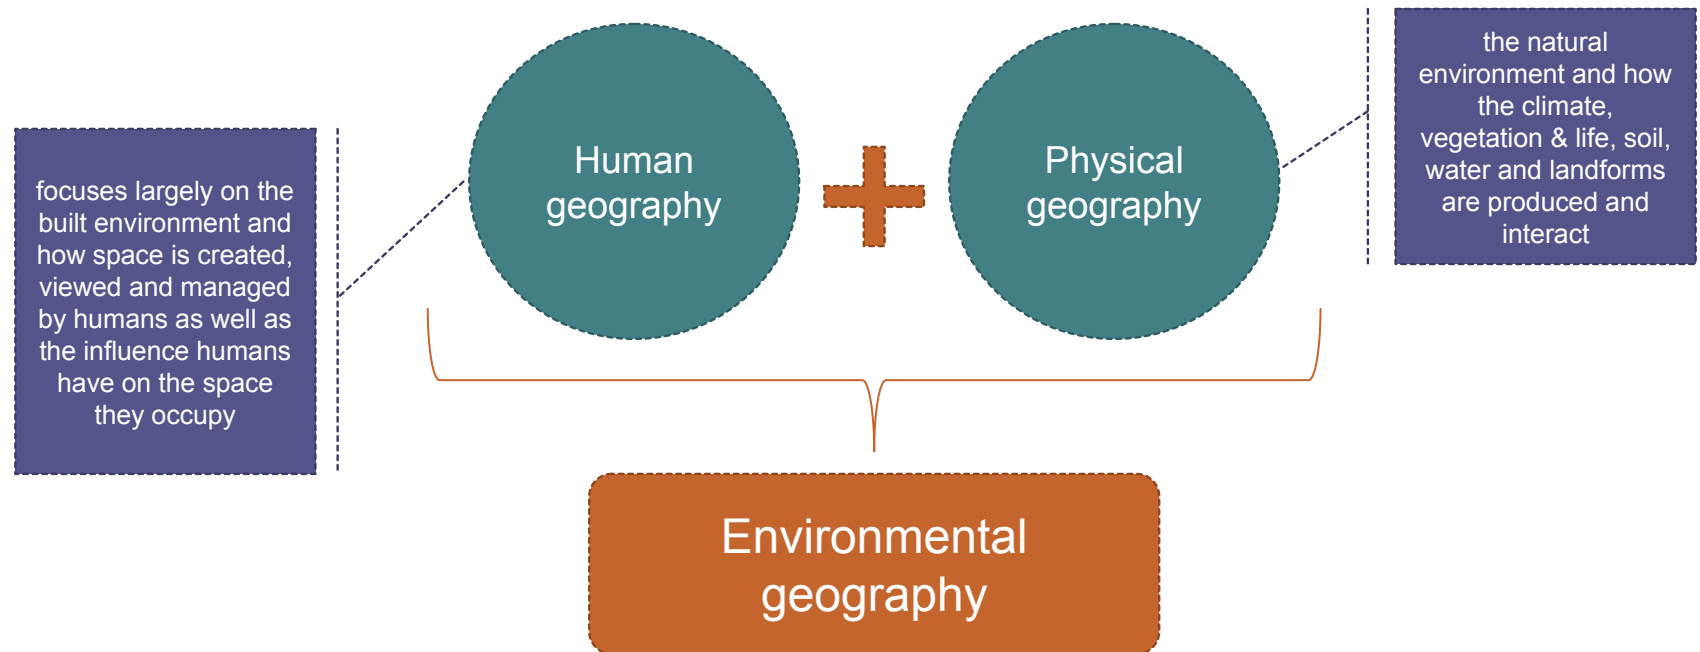 focuses largely on the
built environment and
how space is created,
viewed and managed
by humans as well as
the influence humans
have on the space
they occupy
Human
geography
Physical
geography
the natural
environment and how
the climate,
vegetation & life, soil,
water and landforms
are produced and
interact
Environmental
geography